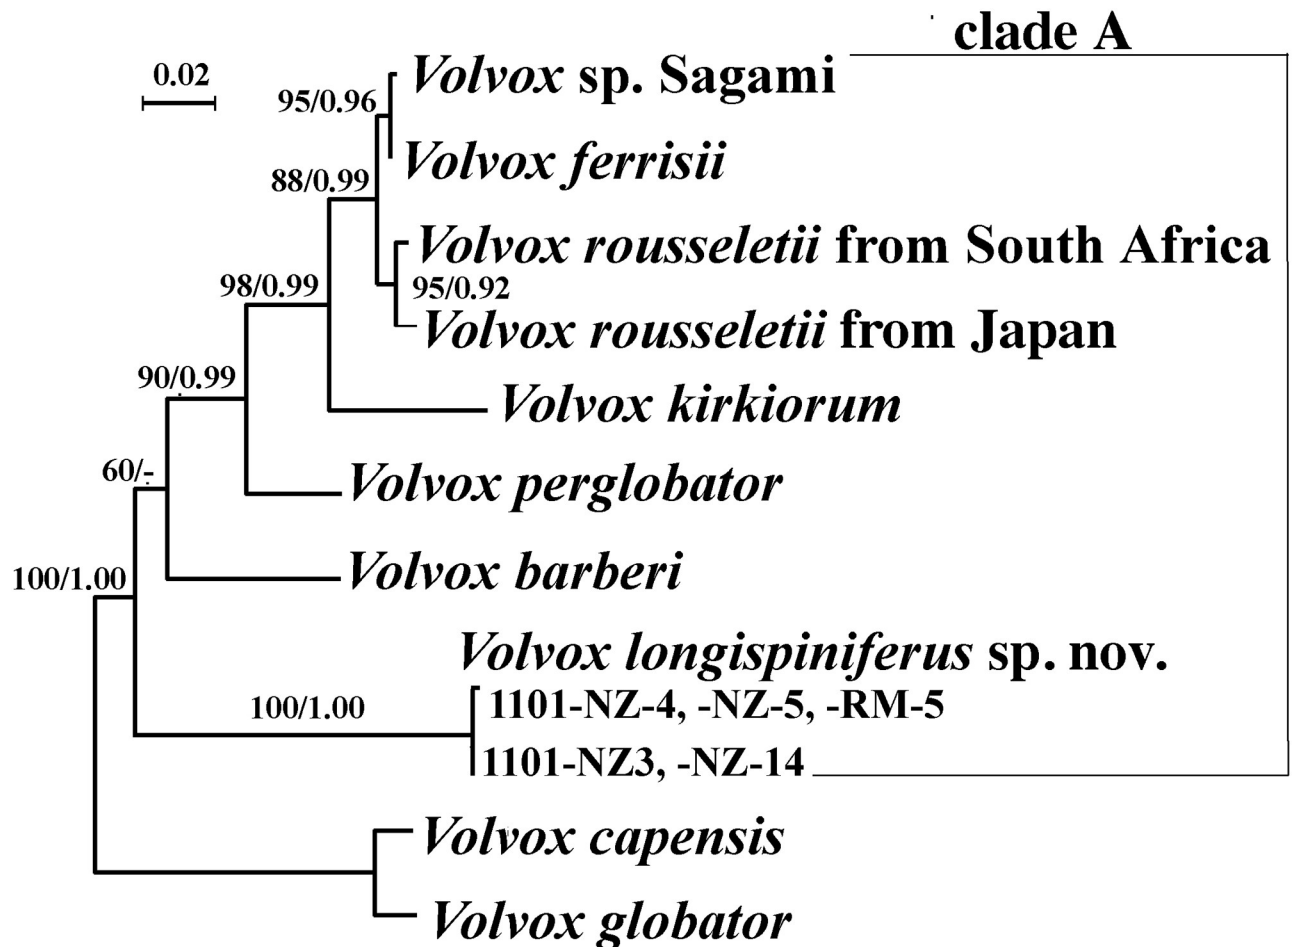 clade A
0.02
Volvox sp. Sagami
95/0.96
Volvox ferrisii
88/0.99
Volvox rousseletii from South Africa
98/0.99
95/0.92
Volvox rousseletii from Japan
90/0.99
Volvox kirkiorum
60/-
Volvox perglobator
100/1.00
Volvox barberi
Volvox longispiniferus sp. nov.
100/1.00
1101-NZ-4, -NZ-5, -RM-5
1101-NZ3, -NZ-14
Volvox capensis
Volvox globator